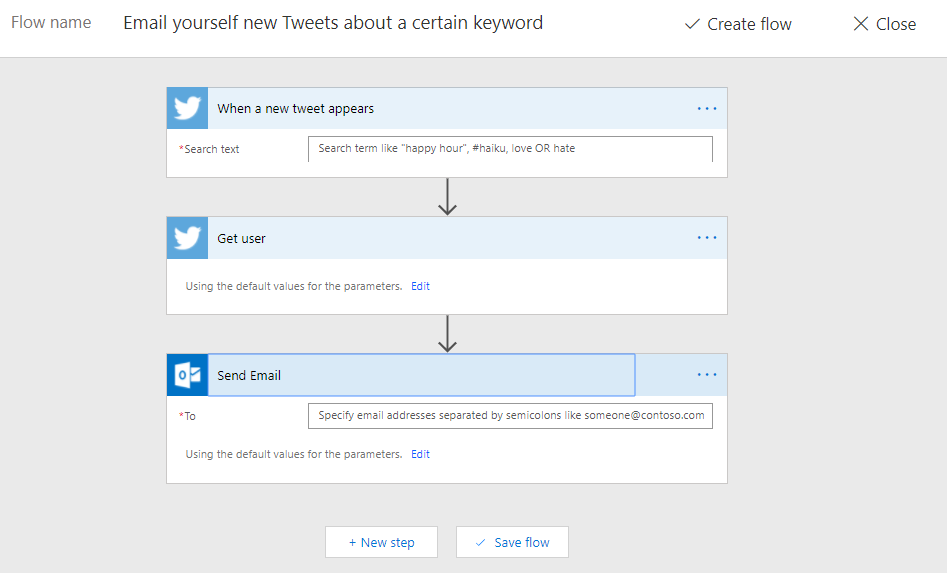 Flow name Email yourself new Tweets about a certain keyword Create flow Close
When a new tweet appears
*Search text Search term like "happy hour", #haiku, love OR hate
Get user
Using the default values for the parameters. Edit
Send Email
*To Specify email addresses separated by semicolons like someone@contoso.com
Using the default values for the parameters. Edit
+ New step Save flow